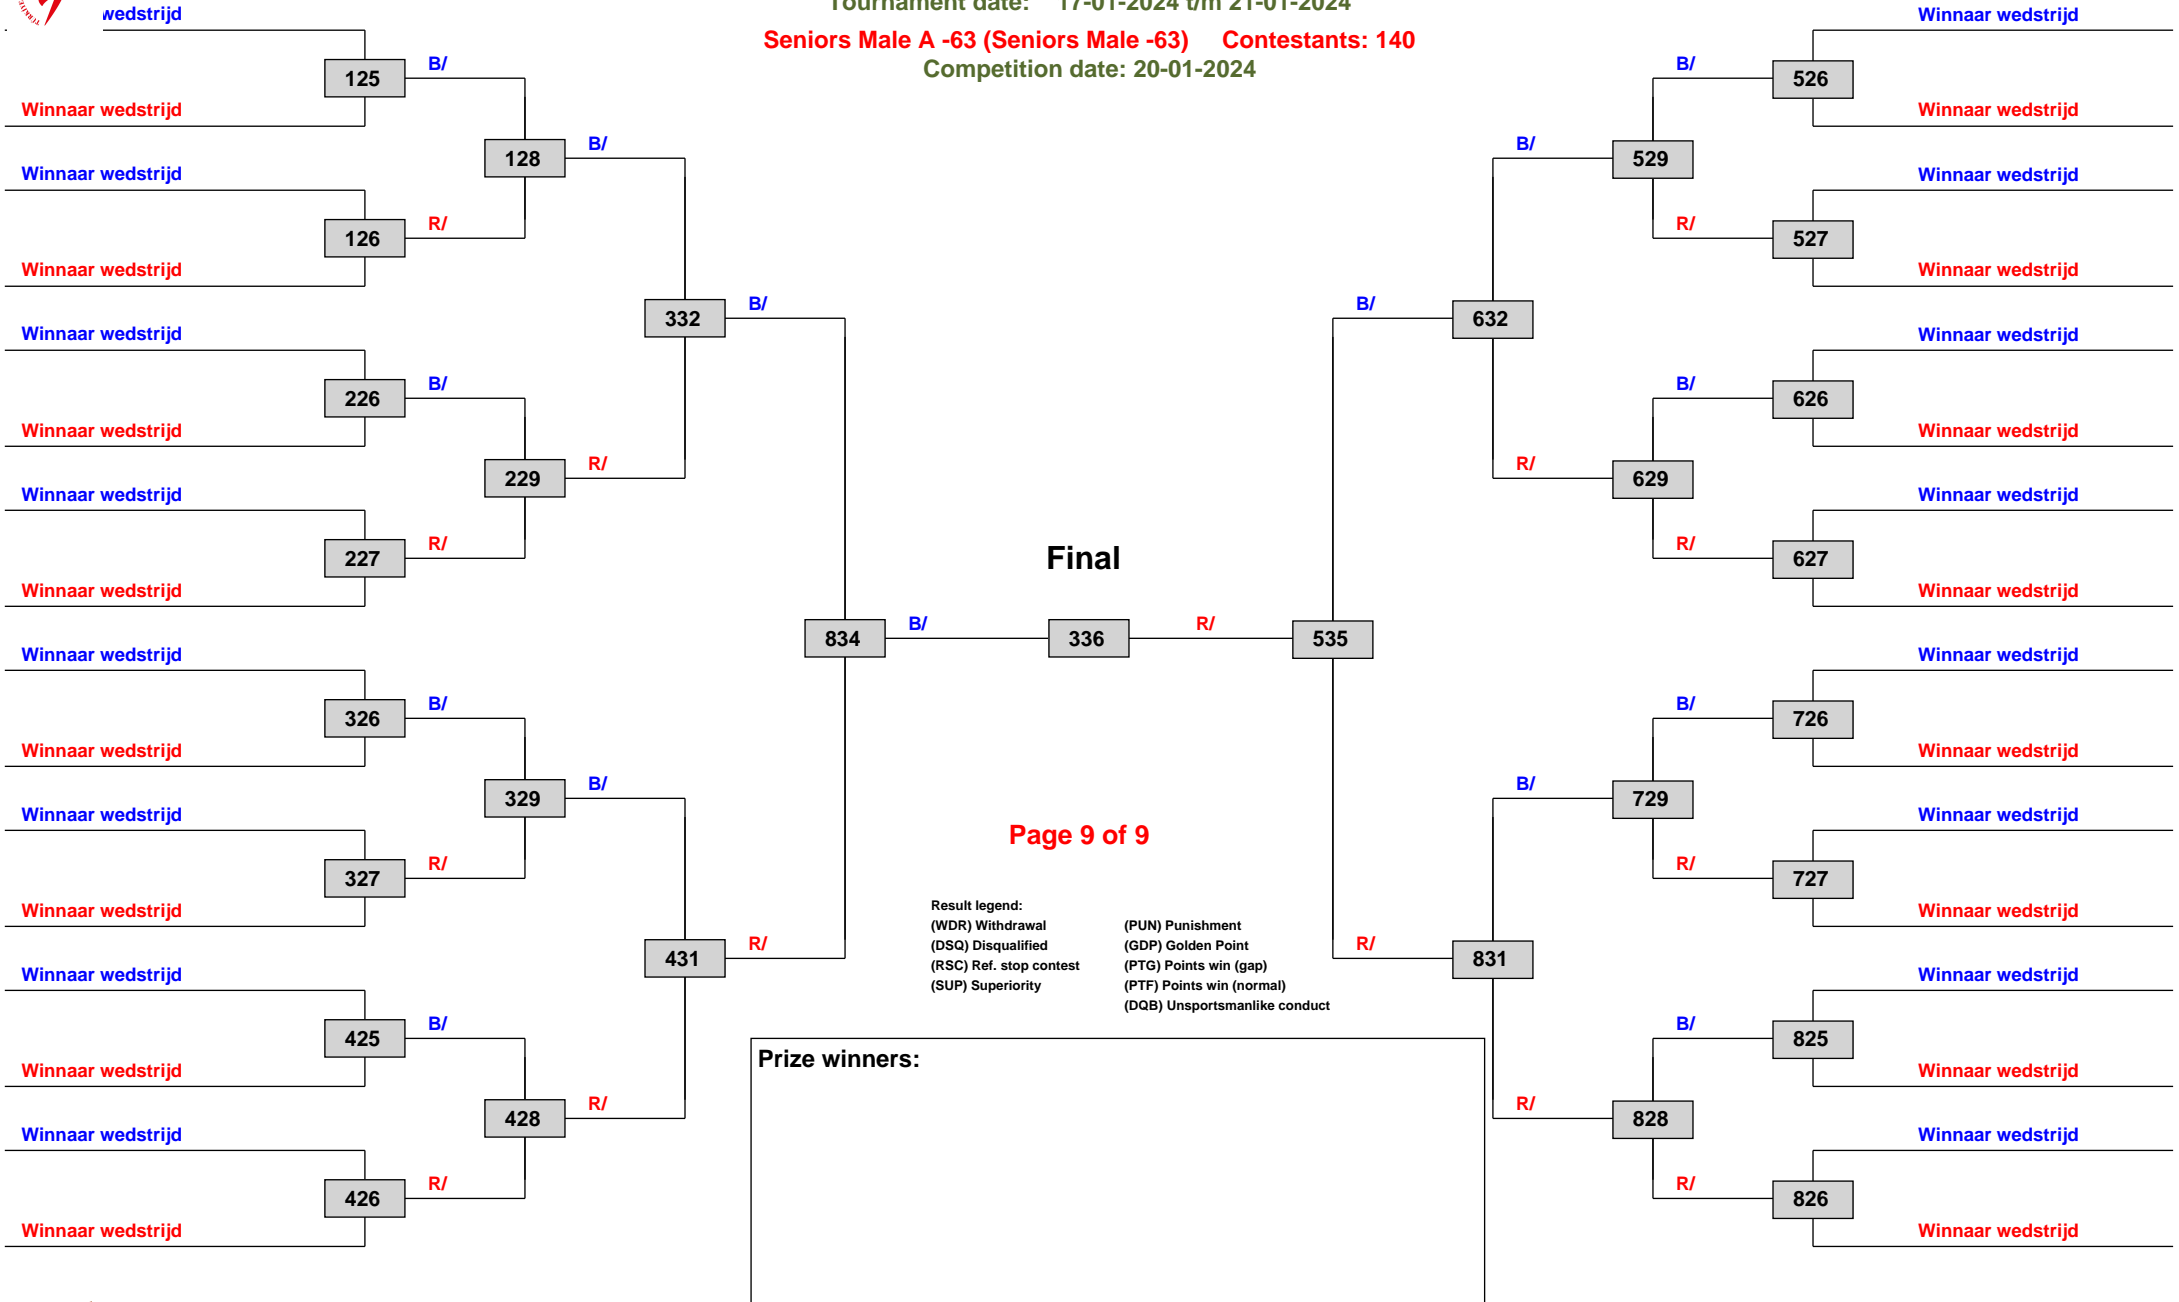 Tournament date: 17-01-2024 t/m 21-01-2024
Seniors Male A -63 (Seniors Male -63) Contestants: 140
Competition date: 20-01-2024
wedstrijd
125
B/
Winnaar wedstrijd
128
B/
Winnaar wedstrijd
126
R/
Winnaar wedstrijd
332
B/
Winnaar wedstrijd
226
B/
Winnaar wedstrijd
229
R/
Winnaar wedstrijd
227
R/
Winnaar wedstrijd
834
B/
Winnaar wedstrijd
326
B/
Winnaar wedstrijd
329
B/
Winnaar wedstrijd
327
R/
Winnaar wedstrijd
431
R/
Winnaar wedstrijd
425
B/
Winnaar wedstrijd
428
R/
Winnaar wedstrijd
426
R/
Winnaar wedstrijd
Final
336
R/
535
Page 9 of 9
Result legend:
(WDR) Withdrawal (PUN) Punishment
(DSQ) Disqualified (GDP) Golden Point
(RSC) Ref. stop contest (PTG) Points win (gap)
(SUP) Superiority (PTF) Points win (normal)
(DQB) Unsportsmanlike conduct
Prize winners:
Winnaar wedstrijd
B/
526
Winnaar wedstrijd
B/
529
Winnaar wedstrijd
R/
527
Winnaar wedstrijd
B/
632
Winnaar wedstrijd
B/
626
Winnaar wedstrijd
R/
629
Winnaar wedstrijd
R/
627
Winnaar wedstrijd
Winnaar wedstrijd
B/
726
Winnaar wedstrijd
B/
729
Winnaar wedstrijd
R/
727
Winnaar wedstrijd
R/
831
Winnaar wedstrijd
B/
825
Winnaar wedstrijd
R/
828
Winnaar wedstrijd
R/
826
Winnaar wedstrijd